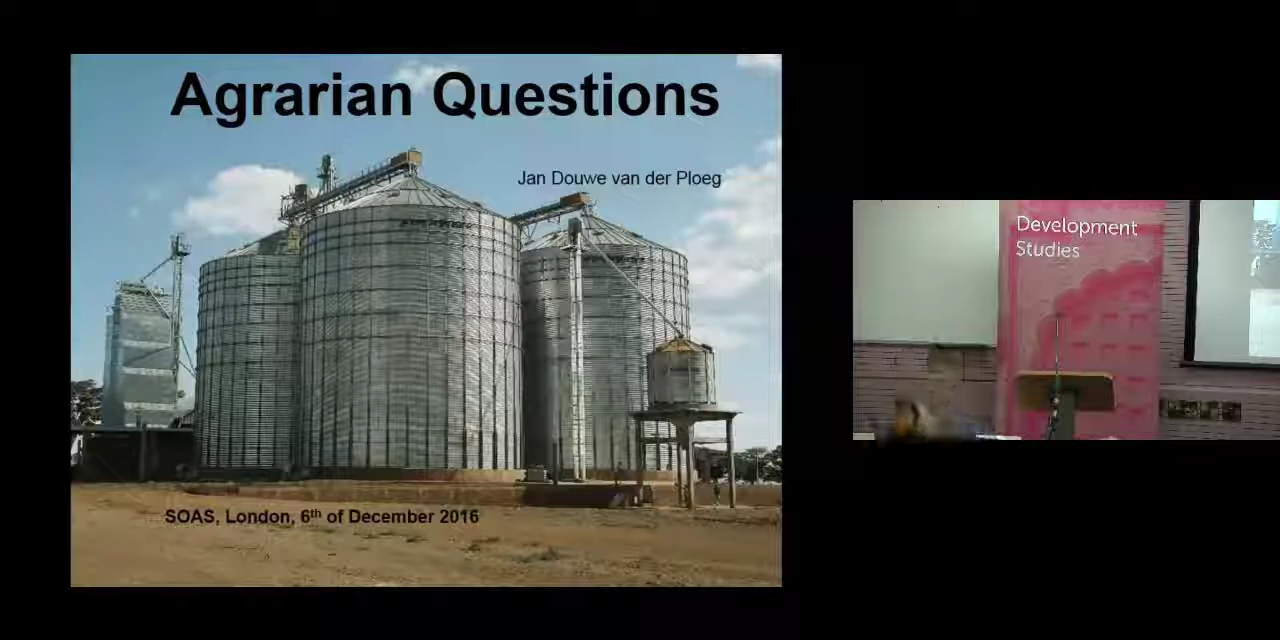 Agrarian Questions
Jan Douwe van der Ploeg
SOAS, London, 6th of December 2016
Development
Studies